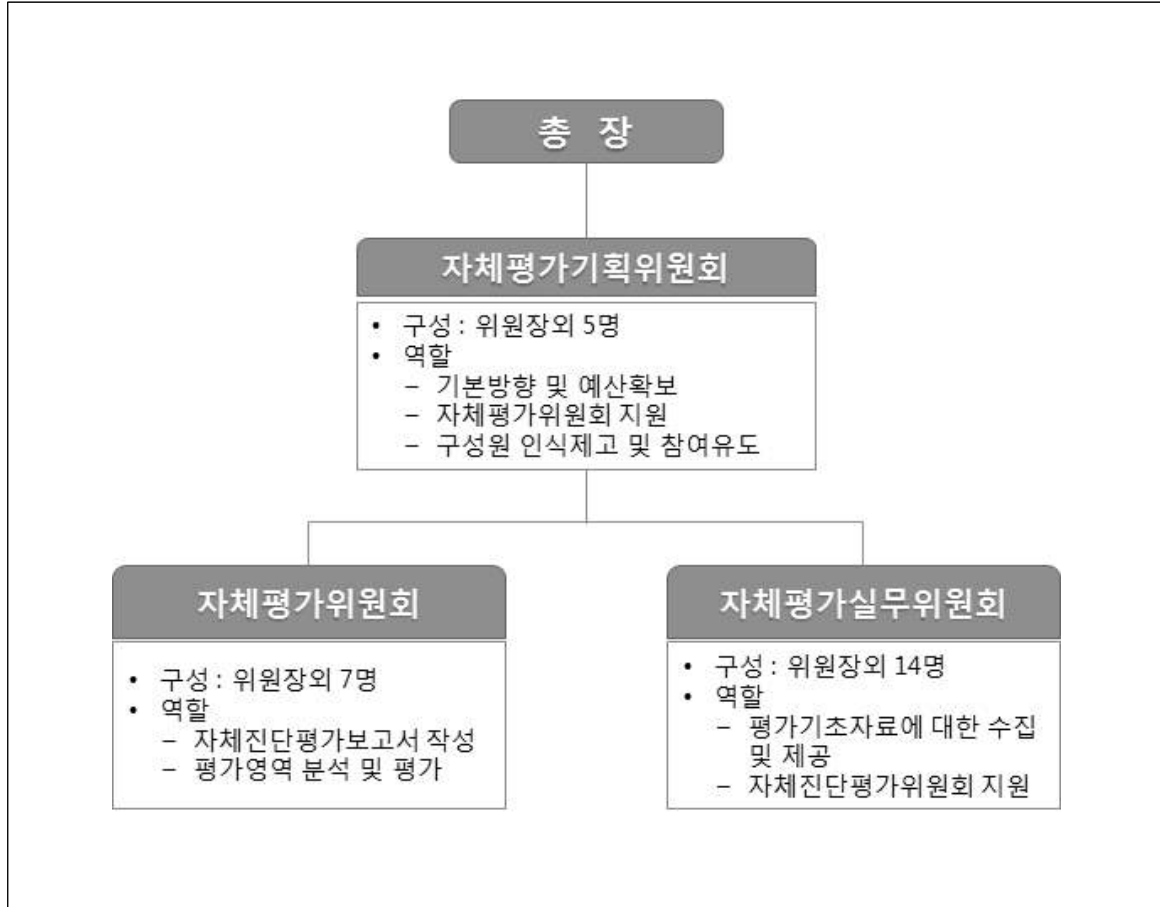 총 장
자체평가기획위원회
• 구성 : 위원장외 5명
• 역할
– 기본방향 및 예산확보
– 자체평가위원회 지원
– 구성원 인식제고 및 참여유도
자체평가위원회
• 구성 : 위원장외 7명
• 역할
– 자체진단평가보고서 작성
– 평가영역 분석 및 평가
자체평가실무위원회
• 구성 : 위원장외 14명
• 역할
– 평가기초자료에 대한 수집
및 제공
– 자체진단평가위원회 지원